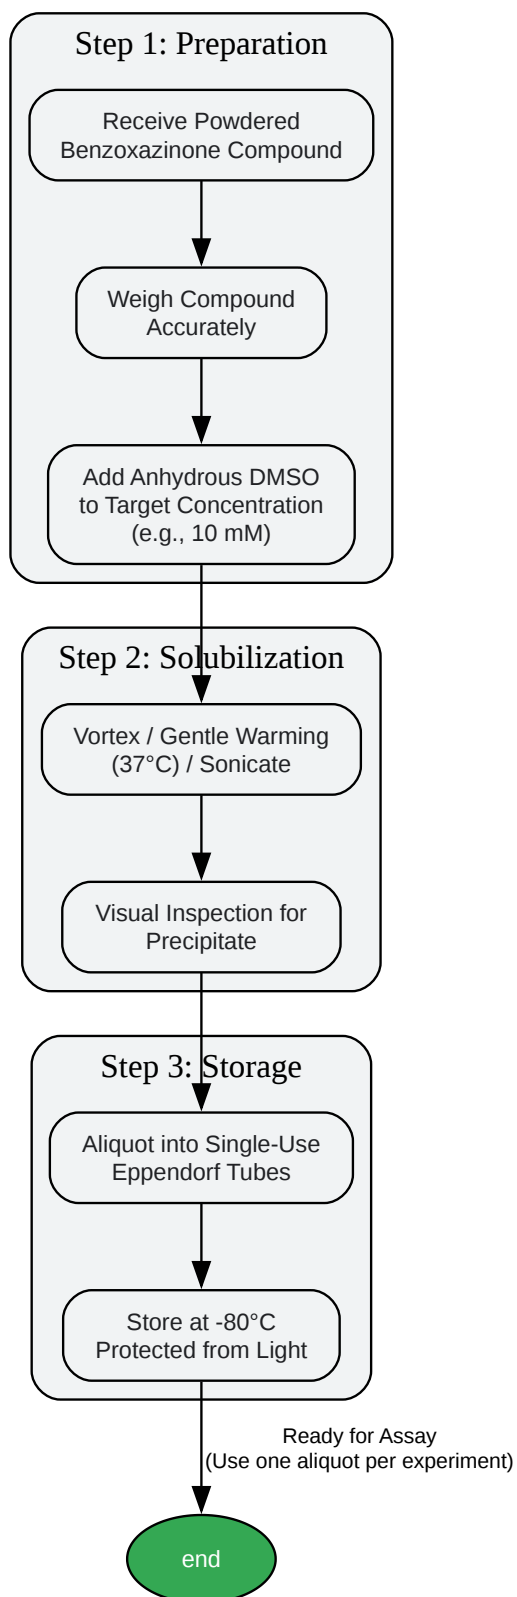 Step 1: Preparation
Receive Powdered
Benzoxazinone Compound
Weigh Compound
Accurately
Add Anhydrous DMSO
to Target Concentration
(e.g., 10 mM)
Step 2: Solubilization
Vortex / Gentle Warming
(37°C) / Sonicate
Visual Inspection for
Precipitate
Step 3: Storage
Aliquot into Single-Use
Eppendorf Tubes
Store at -80°C
Protected from Light
Ready for Assay
(Use one aliquot per experiment)
end